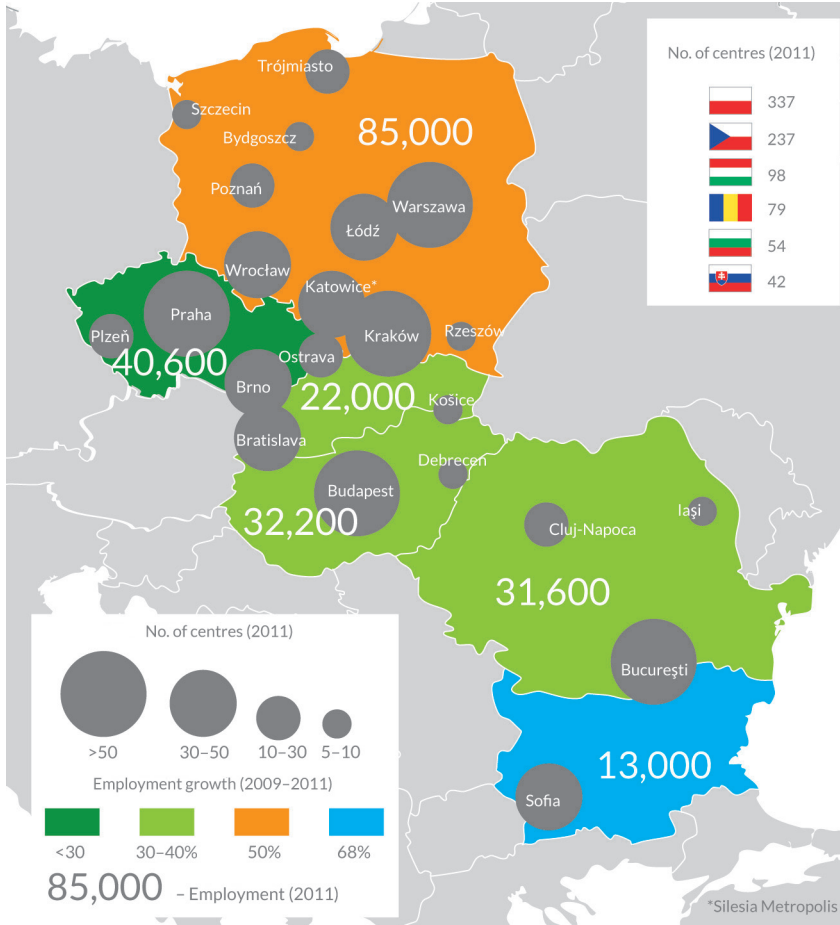 No. of centres (2011)
337
237
98
79
54
42
Trójmiasto
Szczecin
Bydgoszcz
85,000
Poznań
Warszawa
Łódź
Wrocław
Katowice*
Praha
Kraków
Rzeszów
Plzeň
Ostrava
40,600
Brno
22,000
Košice
Bratislava
Debrecen
Budapest
32,200
Iaşi
Cluj-Napoca
31,600
Bucureşti
13,000
Sofia
No. of centres (2011)
>50
30–50
10–30
5–10
Employment growth (2009–2011)
<30
30–40%
50%
68%
85,000 – Employment (2011)
*Silesia Metropolis